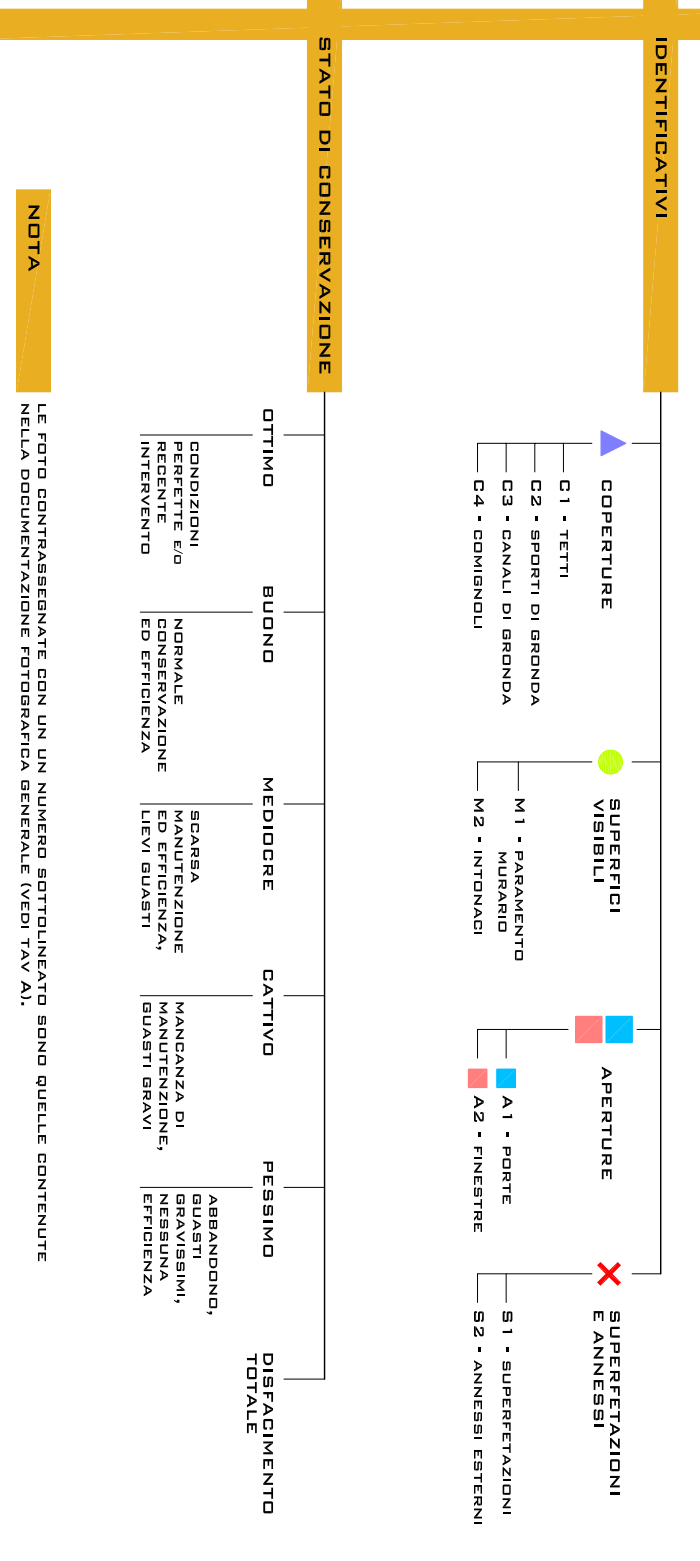 IDENTIFICATIVI
COPERTURE
C1 - TETTI
C2 - SPORTI DI GRONDA
C3 - CANALI DI GRONDA
C4 - COMIGNOLI
SUPERFICI
VISIBILI
M1 - PARAMENTO
MURARIO
M2 - INTONACI
APERTURE
A1 - PORTE
A2 - FINESTRE
SUPERFETAZIONI
E ANNESSI
S1 - SUPERFETAZIONI
S2 - ANNESSI ESTERNI
STATO DI CONSERVAZIONE
OTTIMO
CONDIZIONI
PERFETTE E/O
RECENTE
INTERVENTO
BUONO
NORMALE
CONSERVAZIONE
ED EFFICIENZA
MEDIOCRE
SCARSA
MANUTENZIONE
ED EFFICIENZA,
LIEVI GUASTI
CATTIVO
MANCANZA DI
MANUTENZIONE,
GUASTI GRAVI
PESSIMO
ABBANDONO,
GUASTI
GRAVISSIMI,
NESSUNA
EFFICIENZA
DISFACIMENTO
TOTALE
NOTA
LE FOTO CONTRASSEGNATE CON UN UN NUMERO SOTTOLINEATO SONO QUELLE CONTENUTE
NELLA DOCUMENTAZIONE FOTOGRAFICA GENERALE (VEDI TAV A).